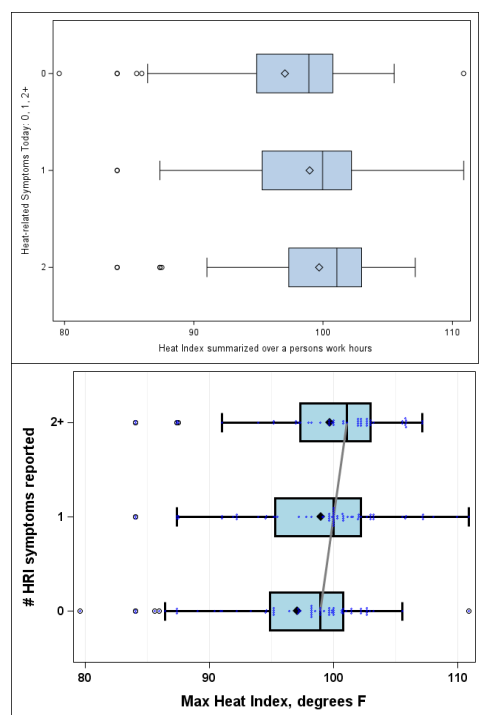 Heat-related Symptoms Today: 0, 1, 2+
0
1
2
80 90 100 110
Heat Index summarized over a persons work hours
# HRI symptoms reported
2+
1
0
80 90 100 110
Max Heat Index, degrees F